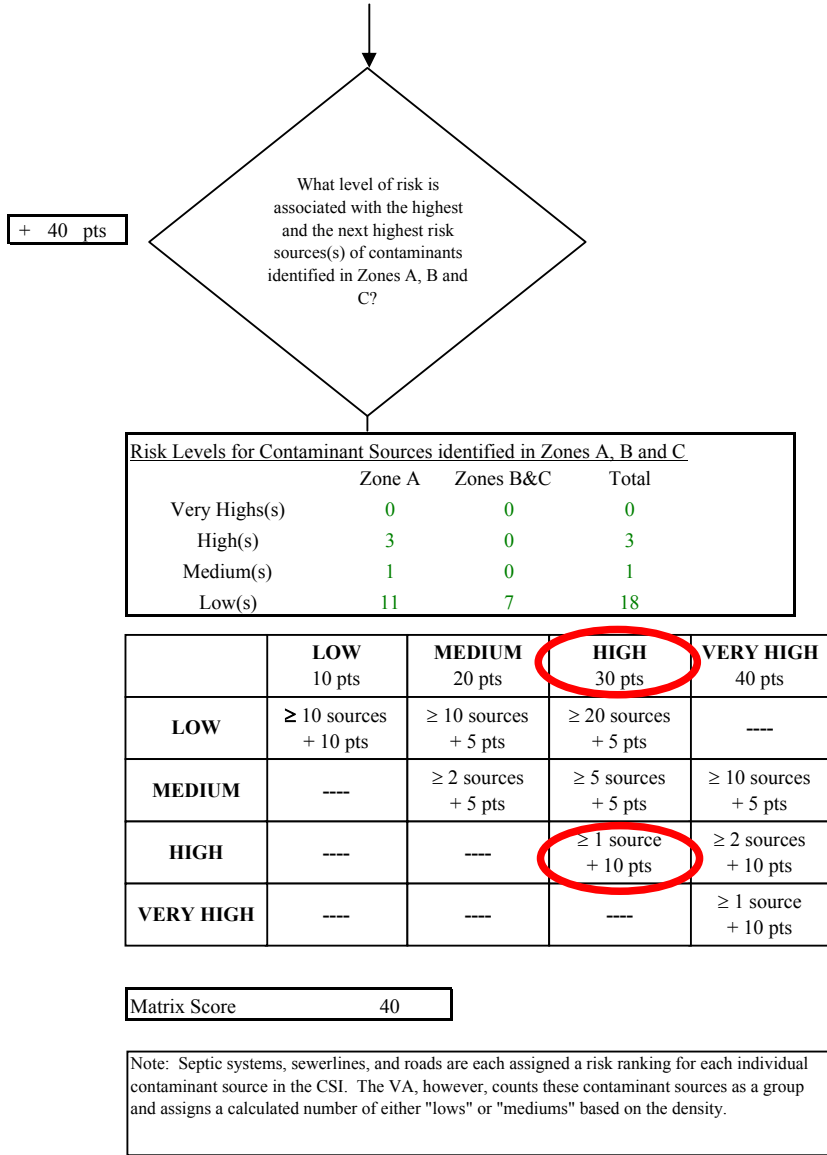 What level of risk is
associated with the highest
and the next highest risk
sources(s) of contaminants
identified in Zones A, B and
C?
+ 40 pts
Risk Levels for Contaminant Sources identified in Zones A, B and C
Zone A Zones B&C Total
Very Highs(s) 0 0 0
High(s) 3 0 3
Medium(s) 1 0 1
Low(s) 11 7 18
LOW MEDIUM HIGH VERY HIGH
10 pts 20 pts 30 pts 40 pts
LOW ≥ 10 sources ≥ 10 sources ≥ 20 sources ----
+ 10 pts + 5 pts + 5 pts
MEDIUM ---- ≥ 2 sources ≥ 5 sources ≥ 10 sources
+ 5 pts + 5 pts + 5 pts
HIGH ---- ---- ≥ 1 source ≥ 2 sources
+ 10 pts + 10 pts
VERY HIGH ---- ---- ---- ≥ 1 source
+ 10 pts
Matrix Score 40
Note: Septic systems, sewerlines, and roads are each assigned a risk ranking for each individual
contaminant source in the CSI. The VA, however, counts these contaminant sources as a group
and assigns a calculated number of either "lows" or "mediums" based on the density.